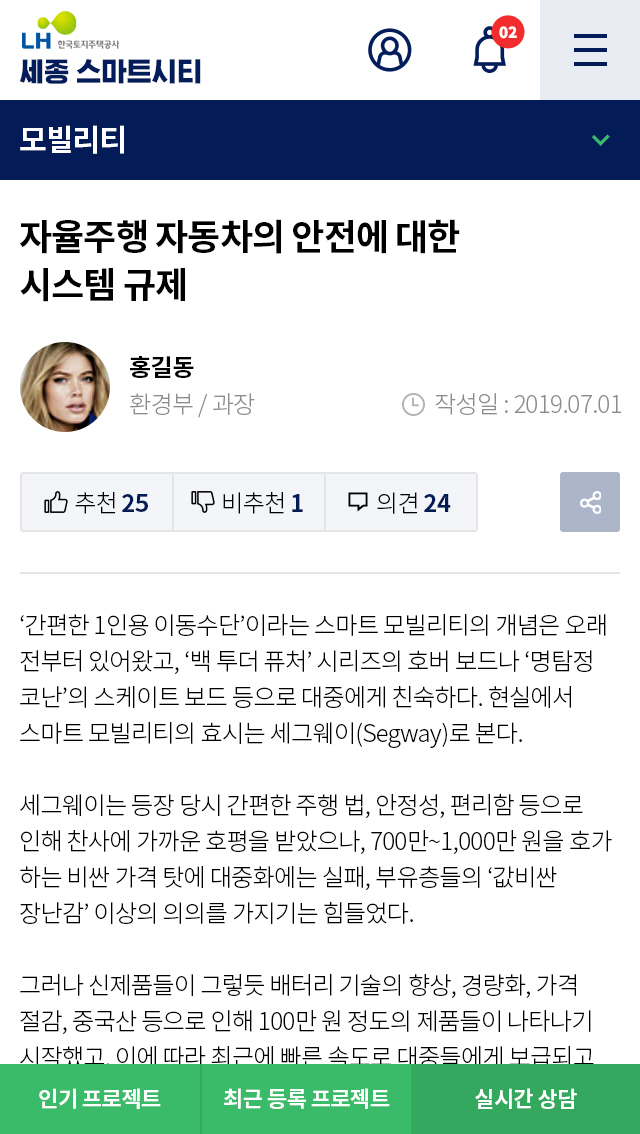 LH 한국토지주택공사
세종 스마트시티
02
모빌리티
자율주행 자동차의 안전에 대한
시스템 규제
홍길동
환경부 / 과장
작성일 : 2019.07.01
추천 25
비추천 1
의견 24
‘간편한 1인용 이동수단’이라는 스마트 모빌리티의 개념은 오래
전부터 있어왔고, ‘백 투더 퓨처’ 시리즈의 호버 보드나 ‘명탐정
코난’의 스케이트 보드 등으로 대중에게 친숙하다. 현실에서
스마트 모빌리티의 효시는 세그웨이(Segway)로 본다.
세그웨이는 등장 당시 간편한 주행 법, 안정성, 편리함 등으로
인해 찬사에 가까운 호평을 받았으나, 700만~1,000만 원을 호가
하는 비싼 가격 탓에 대중화에는 실패, 부유층들의 ‘값비싼
장난감’ 이상의 의의를 가지기는 힘들었다.
그러나 신제품들이 그렇듯 배터리 기술의 향상, 경량화, 가격
절감, 중국산 등으로 인해 100만 원 정도의 제품들이 나타나기
시작했고, 이에 따라 최근에 빠른 속도로 대중들에게 보급되고
인기 프로젝트
최근 등록 프로젝트
실시간 상담